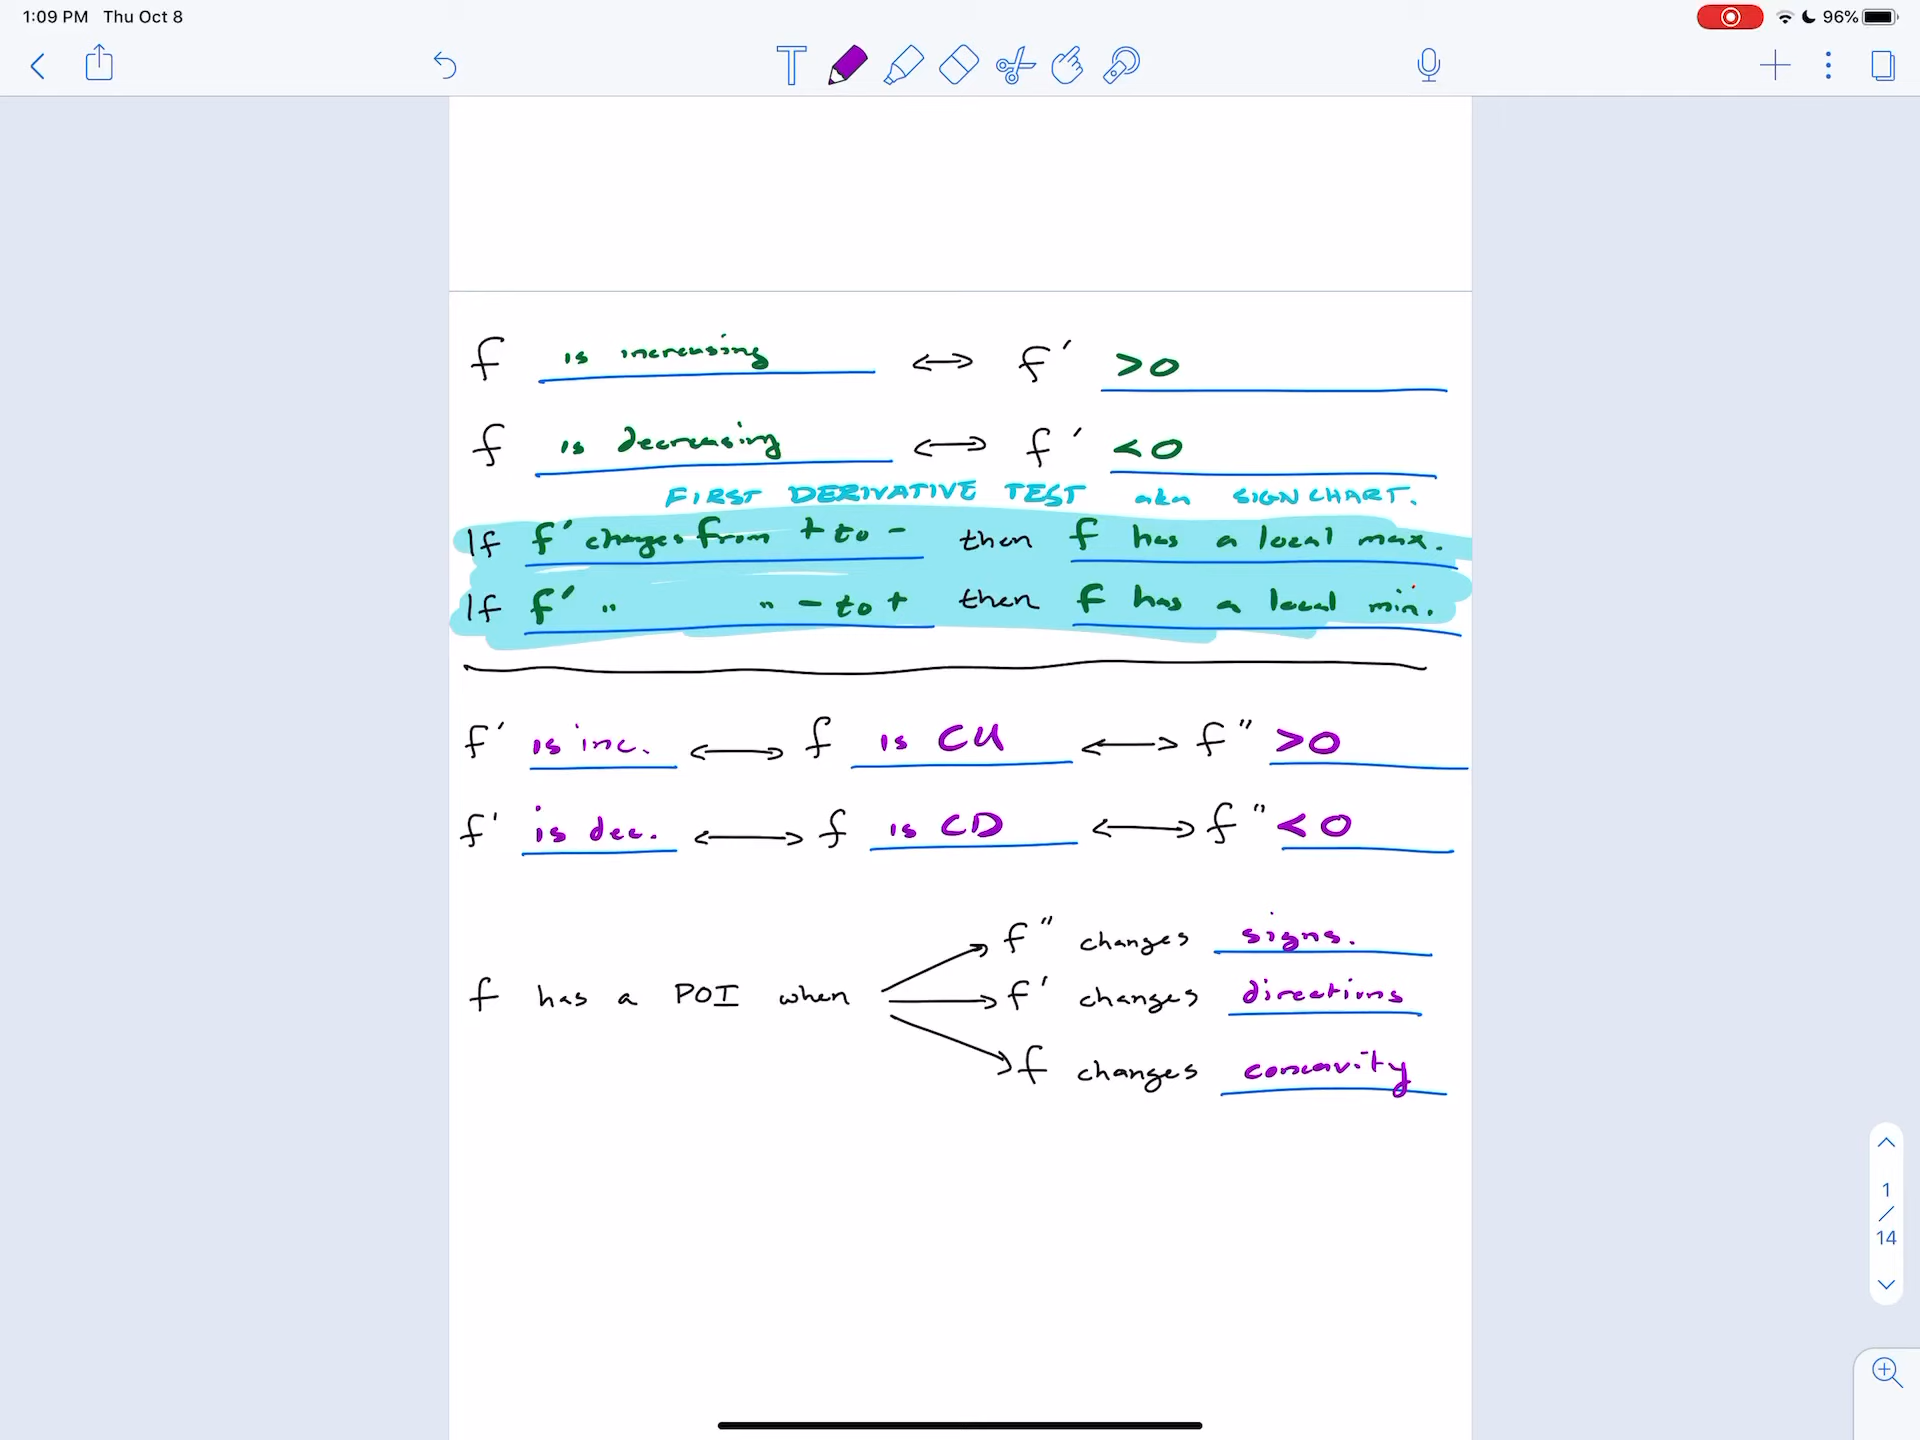 1:09 PM Thu Oct 8 96%
T
f is increasing ↔ f′ >0
f is decreasing ↔ f′ <0
FIRST DERIVATIVE TEST aka SIGN CHART.
If f′ changes from + to - then f has a local max.
If f′ " " - to + then f has a local min.
f′ is inc. ↔ f is CU ↔ f" >0
f′ is dec. ↔ f is CD ↔ f" <0
f" changes signs.
f has a POI when → f′ changes directions
f changes concavity
1
/
14